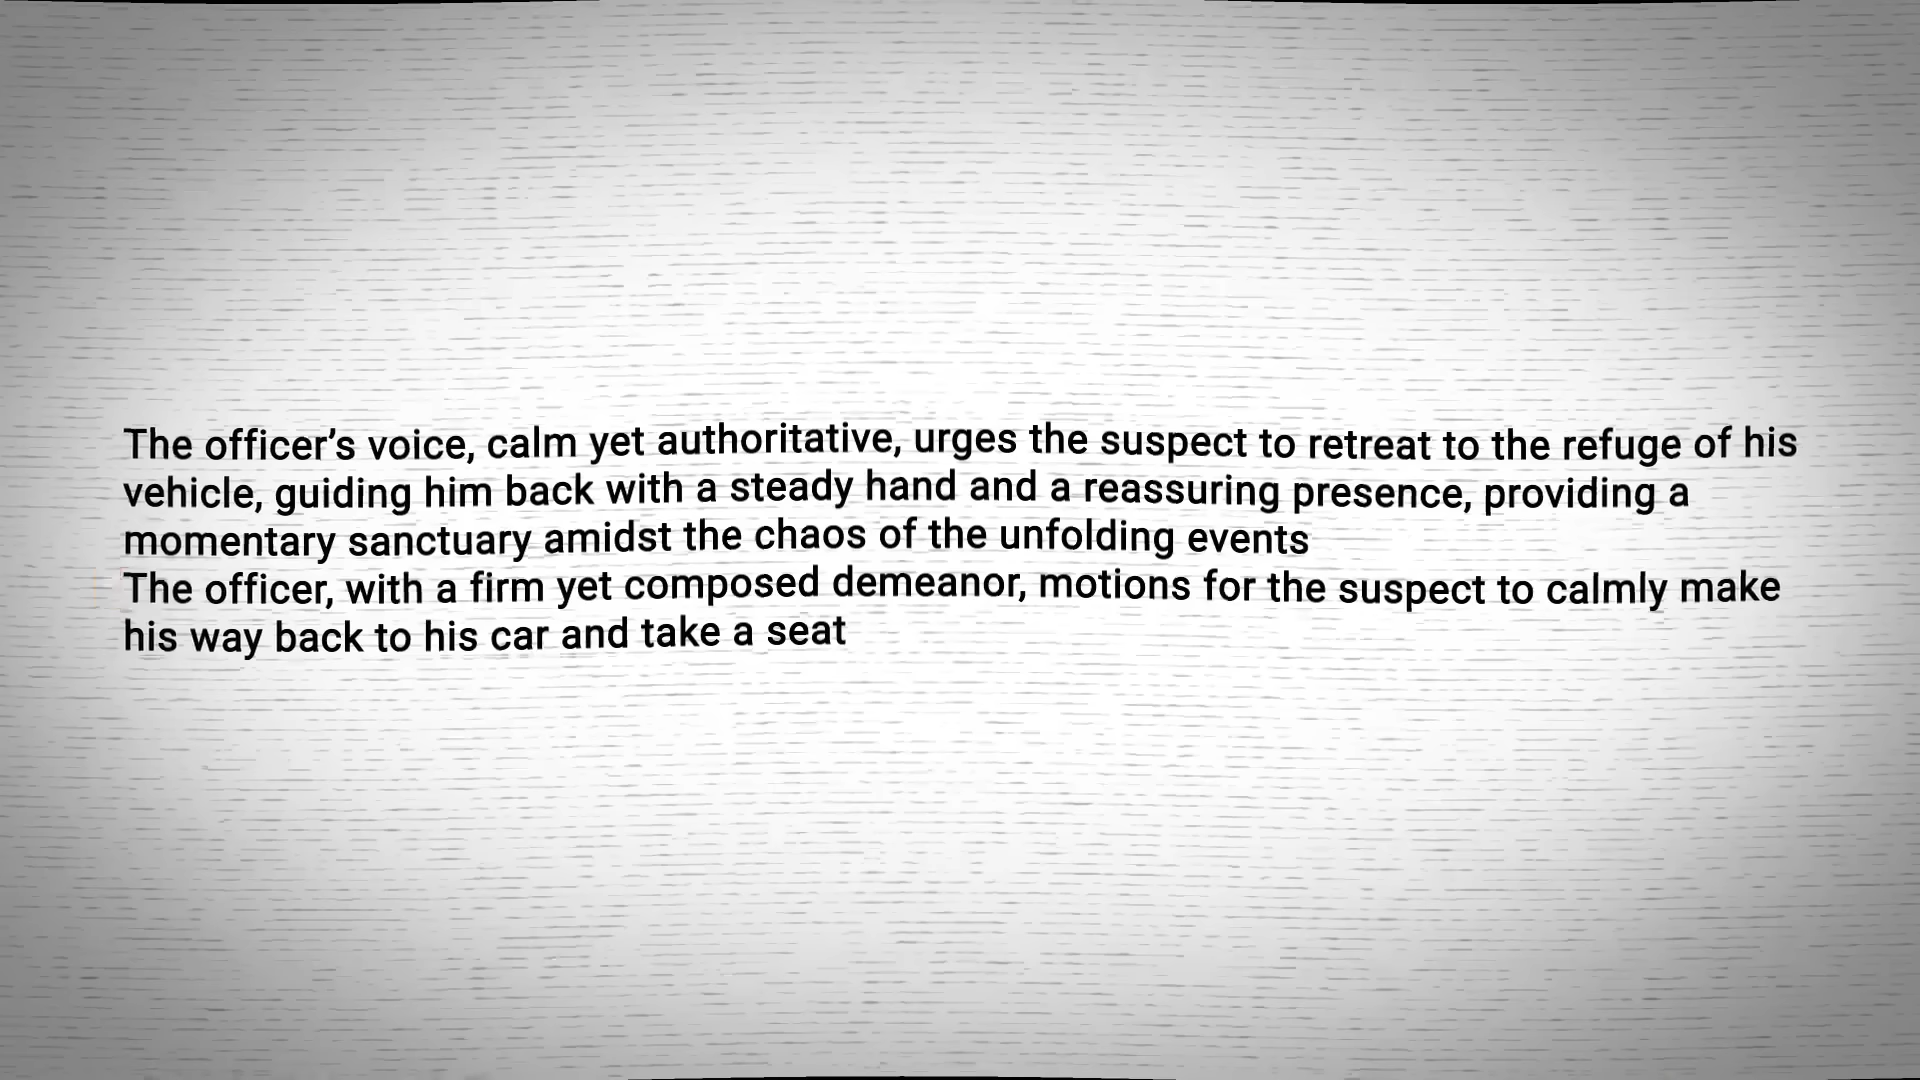 The officer’s voice, calm yet authoritative, urges the suspect to retreat to the refuge of his
vehicle, guiding him back with a steady hand and a reassuring presence, providing a
momentary sanctuary amidst the chaos of the unfolding events
The officer, with a firm yet composed demeanor, motions for the suspect to calmly make
his way back to his car and take a seat